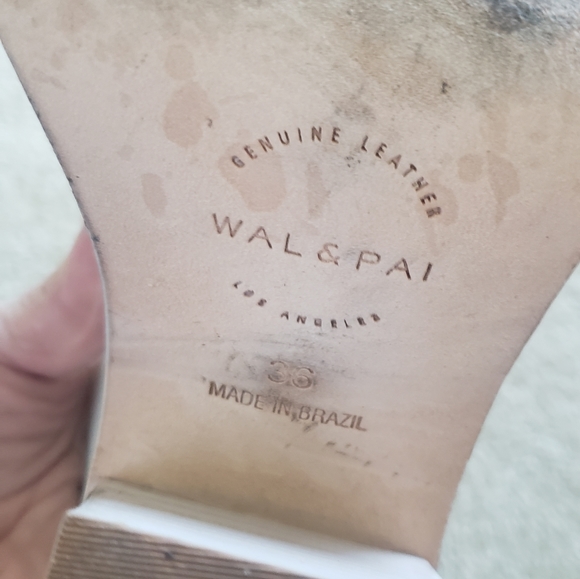 GENUINE LEATHER
WAL & PAI
LOS ANGELES
36
MADE IN BRAZIL